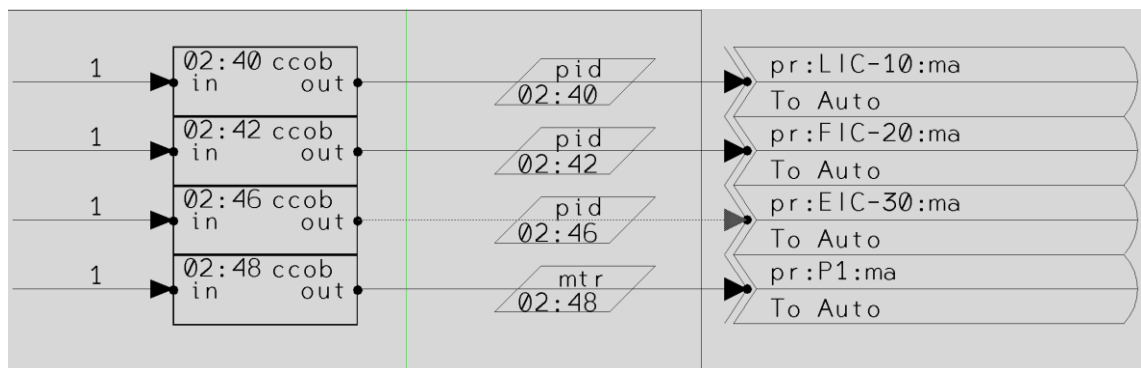 1
02:40 ccob
in out
pid
02:40
pr:LIC-10:ma
To Auto
1
02:42 ccob
in out
pid
02:42
pr:FIC-20:ma
To Auto
1
02:46 ccob
in out
pid
02:46
pr:EIC-30:ma
To Auto
1
02:48 ccob
in out
mtr
02:48
pr:P1:ma
To Auto